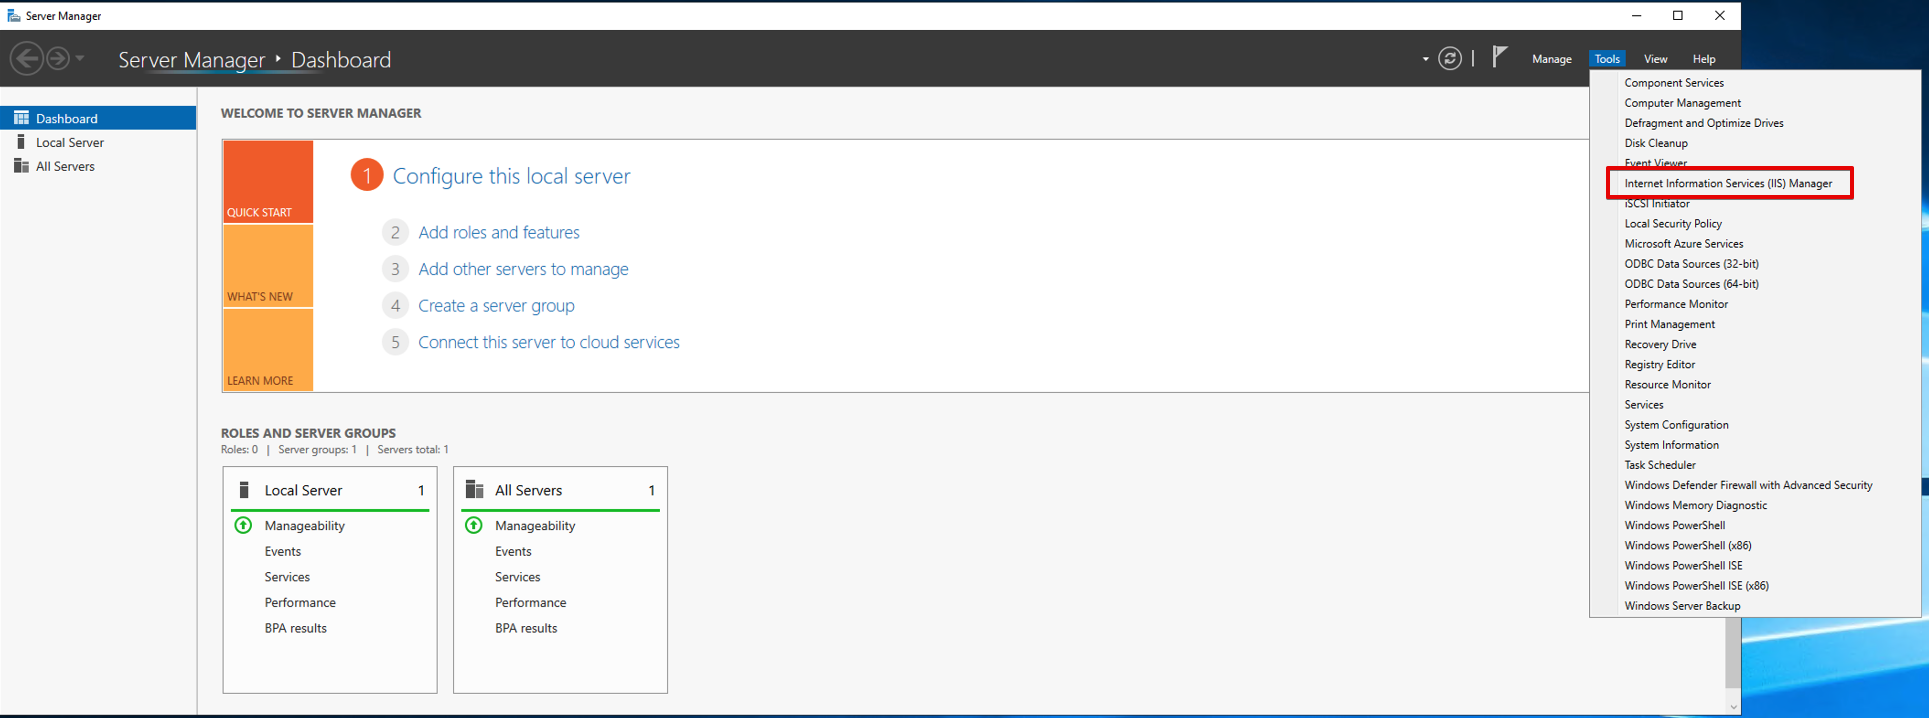 Server Manager
Server Manager ‣ Dashboard
Manage Tools View Help
Dashboard
Local Server
All Servers
WELCOME TO SERVER MANAGER
QUICK START
WHAT'S NEW
LEARN MORE
1 Configure this local server
2 Add roles and features
3 Add other servers to manage
4 Create a server group
5 Connect this server to cloud services
ROLES AND SERVER GROUPS
Roles: 0 | Server groups: 1 | Servers total: 1
Local Server 1
Manageability
Events
Services
Performance
BPA results
All Servers 1
Manageability
Events
Services
Performance
BPA results
Component Services
Computer Management
Defragment and Optimize Drives
Disk Cleanup
Event Viewer
Internet Information Services (IIS) Manager
iSCSI Initiator
Local Security Policy
Microsoft Azure Services
ODBC Data Sources (32-bit)
ODBC Data Sources (64-bit)
Performance Monitor
Print Management
Recovery Drive
Registry Editor
Resource Monitor
Services
System Configuration
System Information
Task Scheduler
Windows Defender Firewall with Advanced Security
Windows Memory Diagnostic
Windows PowerShell
Windows PowerShell (x86)
Windows PowerShell ISE
Windows PowerShell ISE (x86)
Windows Server Backup